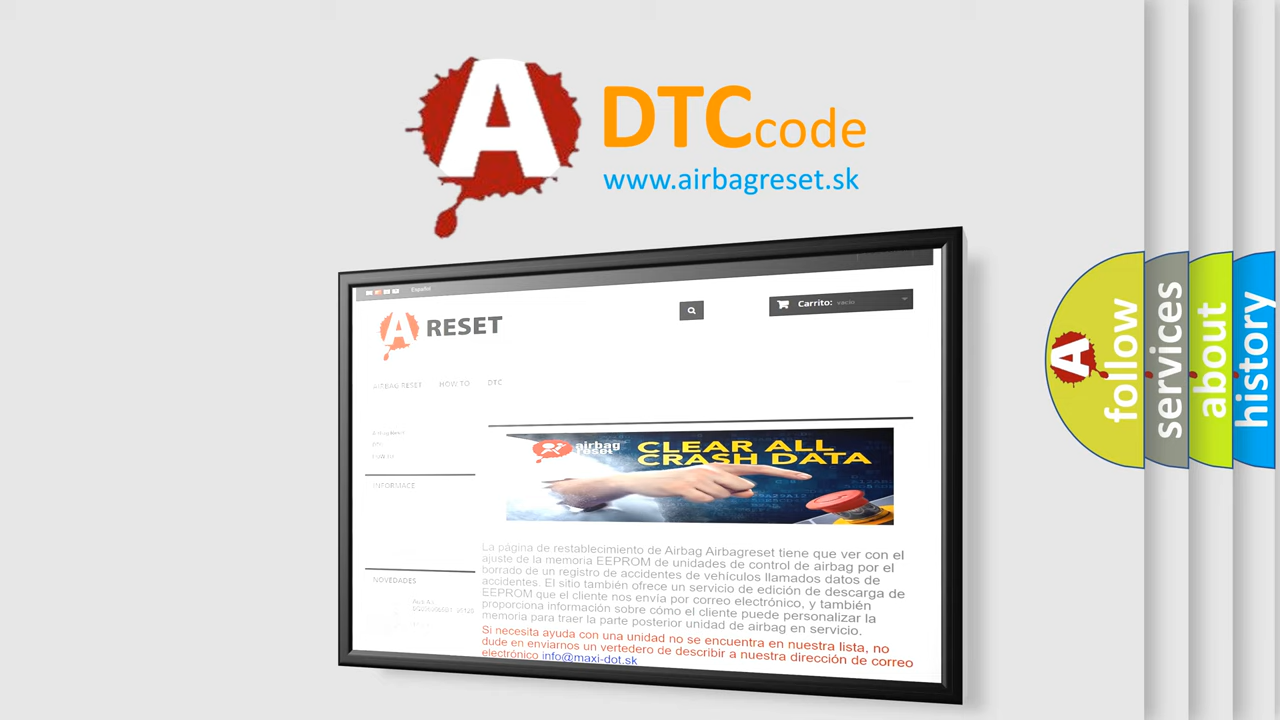 A DTCcode
www.airbagreset.sk
Español
Carrito: vacío
A RESET
AIRBAG RESET HOW TO DTC
airbag reset
CLEAR ALL
CRASH DATA
INFORMACE
La página de restablecimiento de Airbag Airbagreset tiene que ver con el
ajuste de la memoria EEPROM de unidades de control de airbag por el
borrado de un registro de accidentes de vehículos llamados datos de
accidentes. El sitio también ofrece un servicio de edición de descarga de
EEPROM que el cliente nos envía por correo electrónico, y también
proporciona información sobre cómo el cliente puede personalizar la
memoria para traer la parte posterior unidad de airbag en servicio.
Si necesita ayuda con una unidad no se encuentra en nuestra lista, no
dude en enviarnos un vertedero de describir a nuestra dirección de correo
electrónico info@maxi-dot.sk
NOVEDADES
A follow
services
about
history